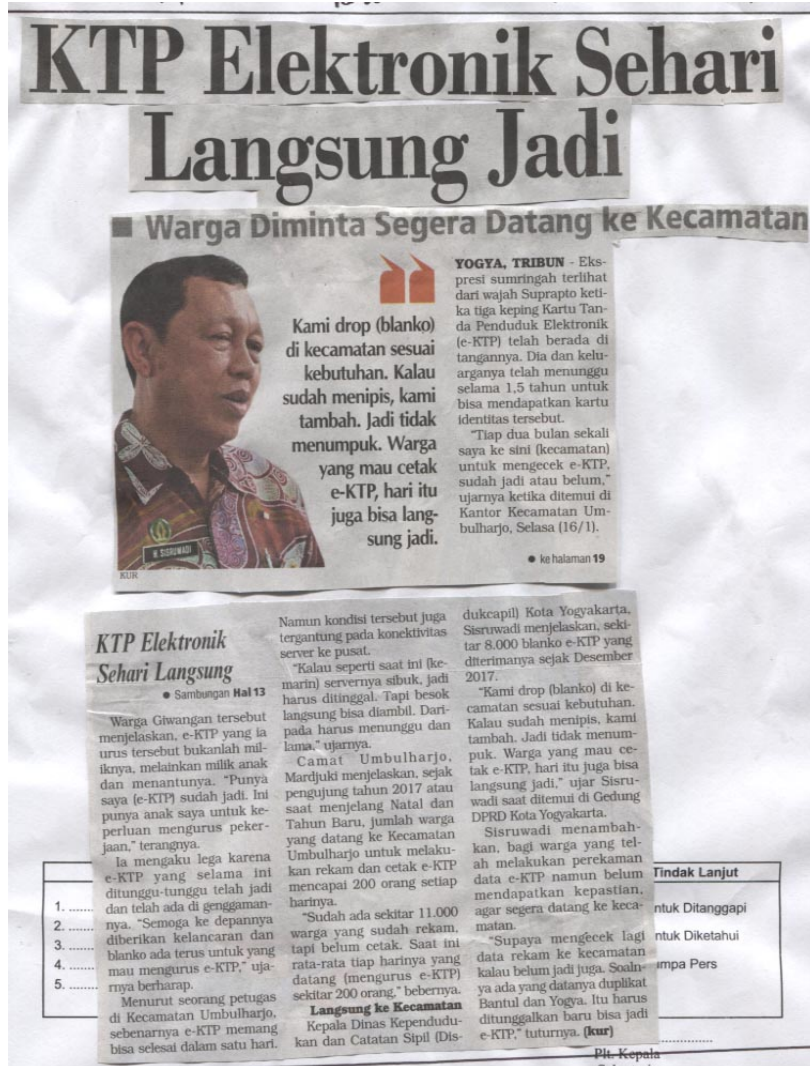 KTP Elektronik Sehari
Langsung Jadi
■ Warga Diminta Segera Datang ke Kecamatan
Kami drop (blanko)
di kecamatan sesuai
kebutuhan. Kalau
sudah menipis, kami
tambah. Jadi tidak
menumpuk. Warga
yang mau cetak
e-KTP, hari itu
juga bisa lang-
sung jadi.
H. SISRUWADI
KUR
YOGYA, TRIBUN - Eks-
presi sumringah terlihat
dari wajah Suprapto keti-
ka tiga keping Kartu Tan-
da Penduduk Elektronik
(e-KTP) telah berada di
tangannya. Dia dan kelu-
arganya telah menunggu
selama 1,5 tahun untuk
bisa mendapatkan kartu
identitas tersebut.
"Tiap dua bulan sekali
saya ke sini (kecamatan)
untuk mengecek e-KTP,
sudah jadi atau belum,"
ujarnya ketika ditemui di
Kantor Kecamatan Um-
bulharjo, Selasa (16/1).
● ke halaman 19
KTP Elektronik
Sehari Langsung
● Sambungan Hal 13
Warga Giwangan tersebut
menjelaskan, e-KTP yang ia
urus tersebut bukanlah mil-
iknya, melainkan milik anak
dan menantunya. "Punya
saya (e-KTP) sudah jadi. Ini
punya anak saya untuk ke-
perluan mengurus peker-
jaan," terangnya.
Ia mengaku lega karena
e-KTP yang selama ini
ditunggu-tunggu telah jadi
dan telah ada di genggaman-
nya. "Semoga ke depannya
diberikan kelancaran dan
blanko ada terus untuk yang
mau mengurus e-KTP," uja-
rnya berharap.
Menurut seorang petugas
di Kecamatan Umbulharjo,
sebenarnya e-KTP memang
bisa selesai dalam satu hari.
Namun kondisi tersebut juga
tergantung pada konektivitas
server ke pusat.
"Kalau seperti saat ini (ke-
marin) servernya sibuk, jadi
harus ditinggal. Tapi besok
langsung bisa diambil. Dari-
pada harus menunggu dan
lama," ujarnya.
Camat Umbulharjo,
Mardjuki menjelaskan, sejak
pengujung tahun 2017 atau
saat menjelang Natal dan
Tahun Baru, jumlah warga
yang datang ke Kecamatan
Umbulharjo untuk melaku-
kan rekam dan cetak e-KTP
mencapai 200 orang setiap
harinya.
"Sudah ada sekitar 11.000
warga yang sudah rekam,
tapi belum cetak. Saat ini
rata-rata tiap harinya yang
datang (mengurus e-KTP)
sekitar 200 orang," bebernya.
Langsung ke Kecamatan
Kepala Dinas Kependudu-
kan dan Catatan Sipil (Dis-
dukcapil) Kota Yogyakarta,
Sisruwadi menjelaskan, seki-
tar 8.000 blanko e-KTP yang
diterimanya sejak Desember
2017.
"Kami drop (blanko) di ke-
camatan sesuai kebutuhan.
Kalau sudah menipis, kami
tambah. Jadi tidak menum-
puk. Warga yang mau ce-
tak e-KTP, hari itu juga bisa
langsung jadi," ujar Sisru-
wadi saat ditemui di Gedung
DPRD Kota Yogyakarta.
Sisruwadi menambah-
kan, bagi warga yang tel-
ah melakukan perekaman
data e-KTP namun belum
mendapatkan kepastian,
agar segera datang ke keca-
matan.
"Supaya mengecek lagi
data rekam ke kecamatan
kalau belum jadi juga. Soaln-
ya ada yang datanya duplikat
Bantul dan Yogya. Itu harus
ditunggalkan baru bisa jadi
e-KTP," tuturnya. (kur)
1. ........
2. ........
3. ........
4. ........
5. ........
Tindak Lanjut
ntuk Ditanggapi
ntuk Diketahui
mpa Pers
Plt. Kepala